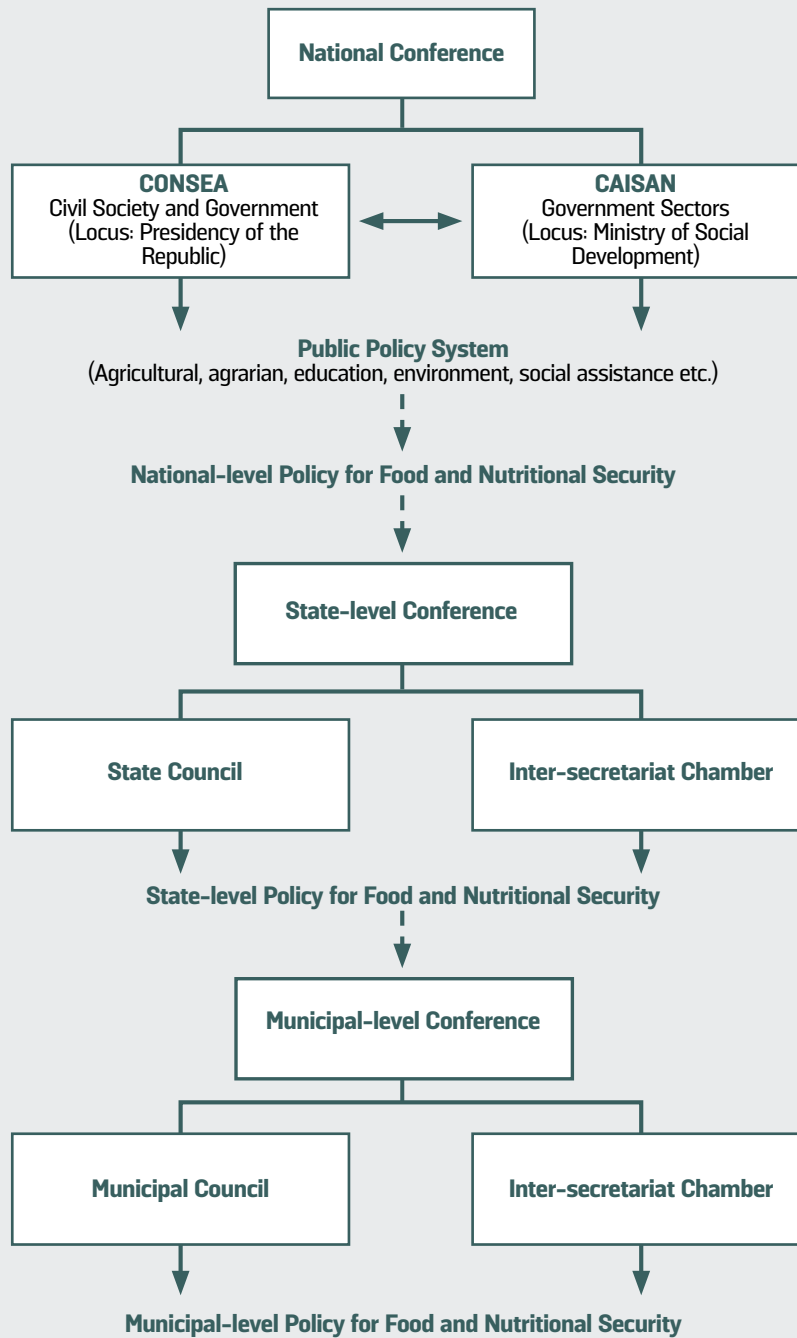 National Conference
CONSEA
Civil Society and Government
(Locus: Presidency of the
Republic)
CAISAN
Government Sectors
(Locus: Ministry of Social
Development)
Public Policy System
(Agricultural, agrarian, education, environment, social assistance etc.)
National-level Policy for Food and Nutritional Security
State-level Conference
State Council
Inter-secretariat Chamber
State-level Policy for Food and Nutritional Security
Municipal-level Conference
Municipal Council
Inter-secretariat Chamber
Municipal-level Policy for Food and Nutritional Security